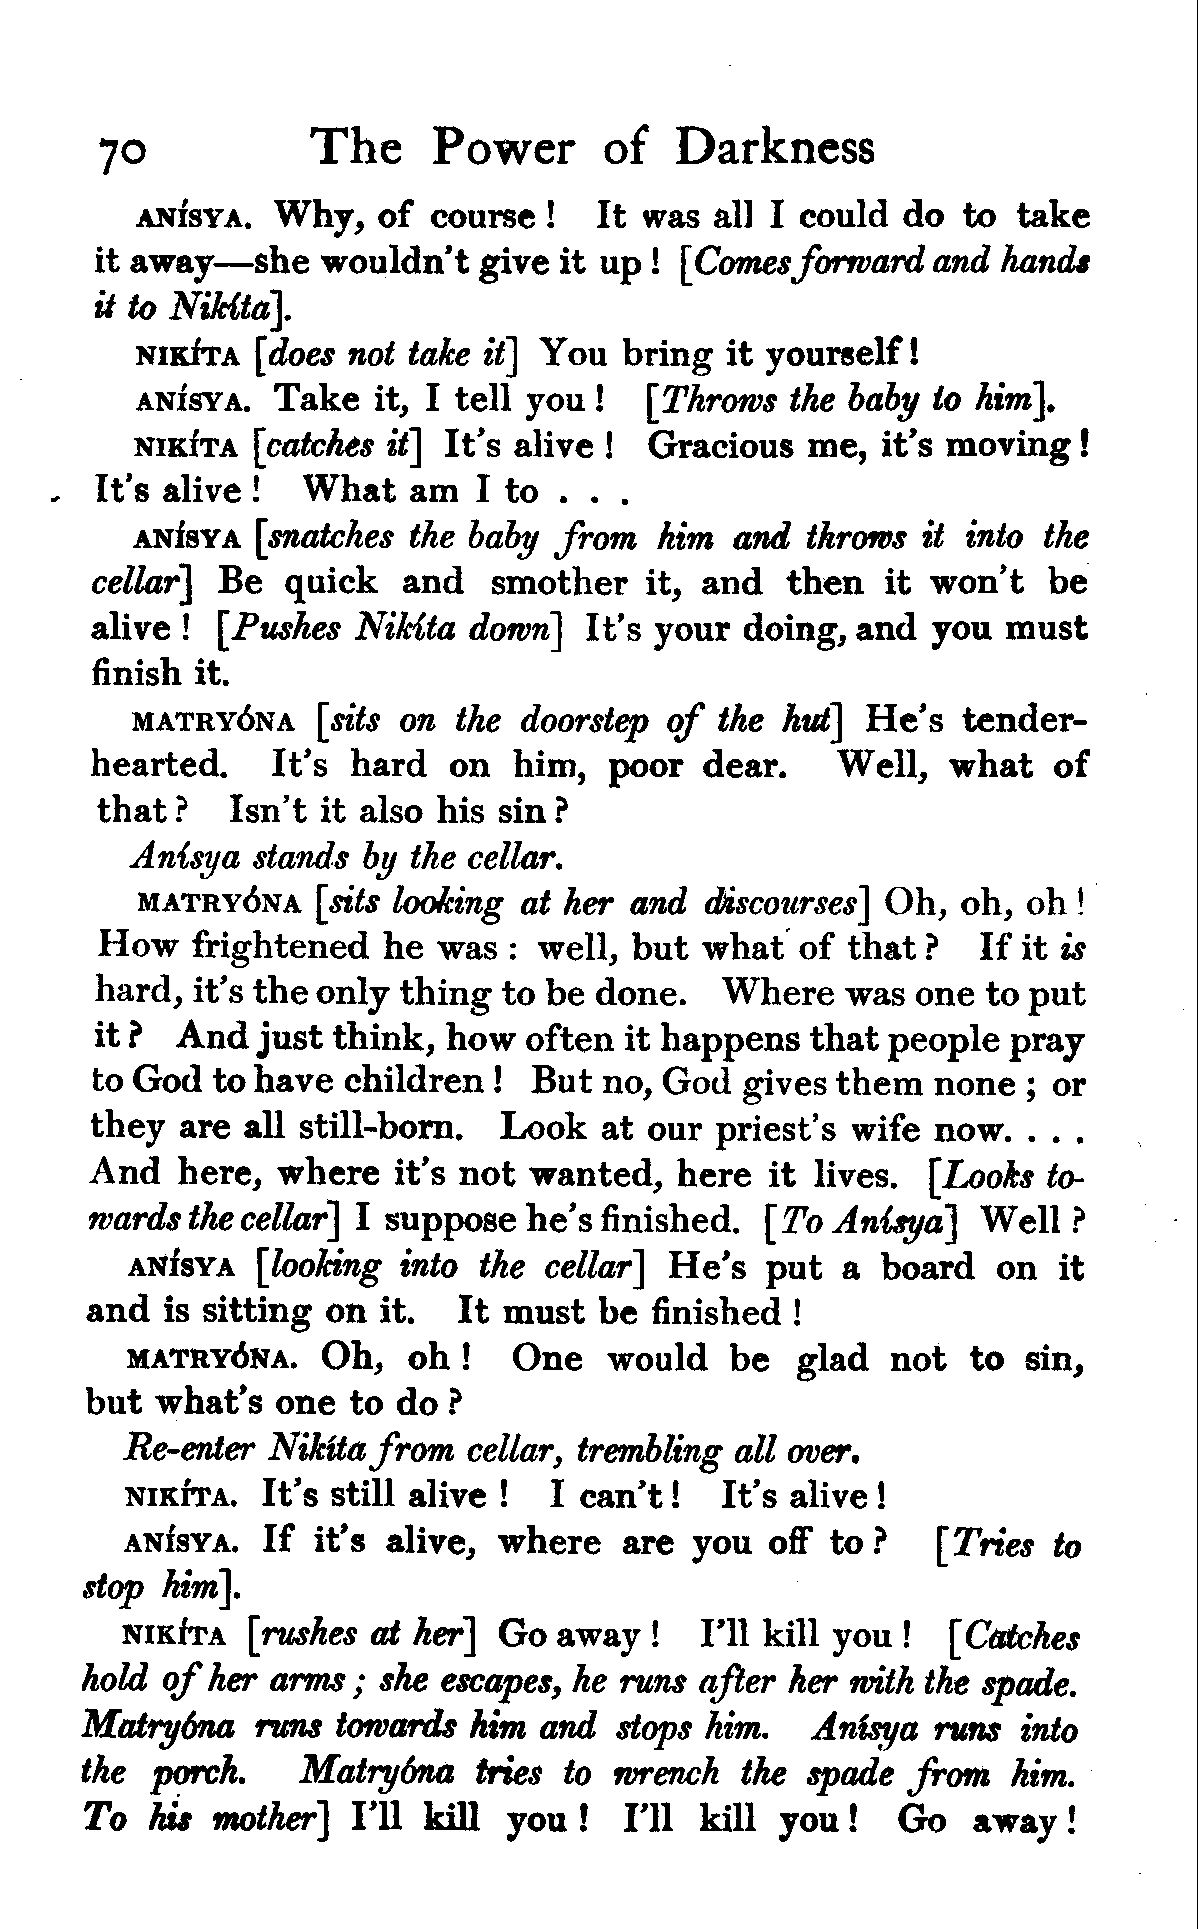 70 The Power of Darkness
ANÍSYA. Why, of course! It was all I could do to take
it away—she wouldn't give it up! [Comes forward and hands
it to Nikíta].
NIKÍTA [does not take it] You bring it yourself!
ANÍSYA. Take it, I tell you! [Throws the baby to him].
NIKÍTA [catches it] It's alive! Gracious me, it's moving!
It's alive! What am I to . . .
ANÍSYA [snatches the baby from him and throws it into the
cellar] Be quick and smother it, and then it won't be
alive! [Pushes Nikíta down] It's your doing, and you must
finish it.
MATRYÓNA [sits on the doorstep of the hut] He's tender-
hearted. It's hard on him, poor dear. Well, what of
that? Isn't it also his sin?
Anísya stands by the cellar.
MATRYÓNA [sits looking at her and discourses] Oh, oh, oh!
How frightened he was: well, but what of that? If it is
hard, it's the only thing to be done. Where was one to put
it? And just think, how often it happens that people pray
to God to have children! But no, God gives them none; or
they are all still-born. Look at our priest's wife now. . . .
And here, where it's not wanted, here it lives. [Looks to-
wards the cellar] I suppose he's finished. [To Anísya] Well?
ANÍSYA [looking into the cellar] He's put a board on it
and is sitting on it. It must be finished!
MATRYÓNA. Oh, oh! One would be glad not to sin,
but what's one to do?
Re-enter Nikíta from cellar, trembling all over.
NIKÍTA. It's still alive! I can't! It's alive!
ANÍSYA. If it's alive, where are you off to? [Tries to
stop him].
NIKÍTA [rushes at her] Go away! I'll kill you! [Catches
hold of her arms; she escapes, he runs after her with the spade.
Matryóna runs towards him and stops him. Anísya runs into
the porch. Matryóna tries to wrench the spade from him.
To his mother] I'll kill you! I'll kill you! Go away!